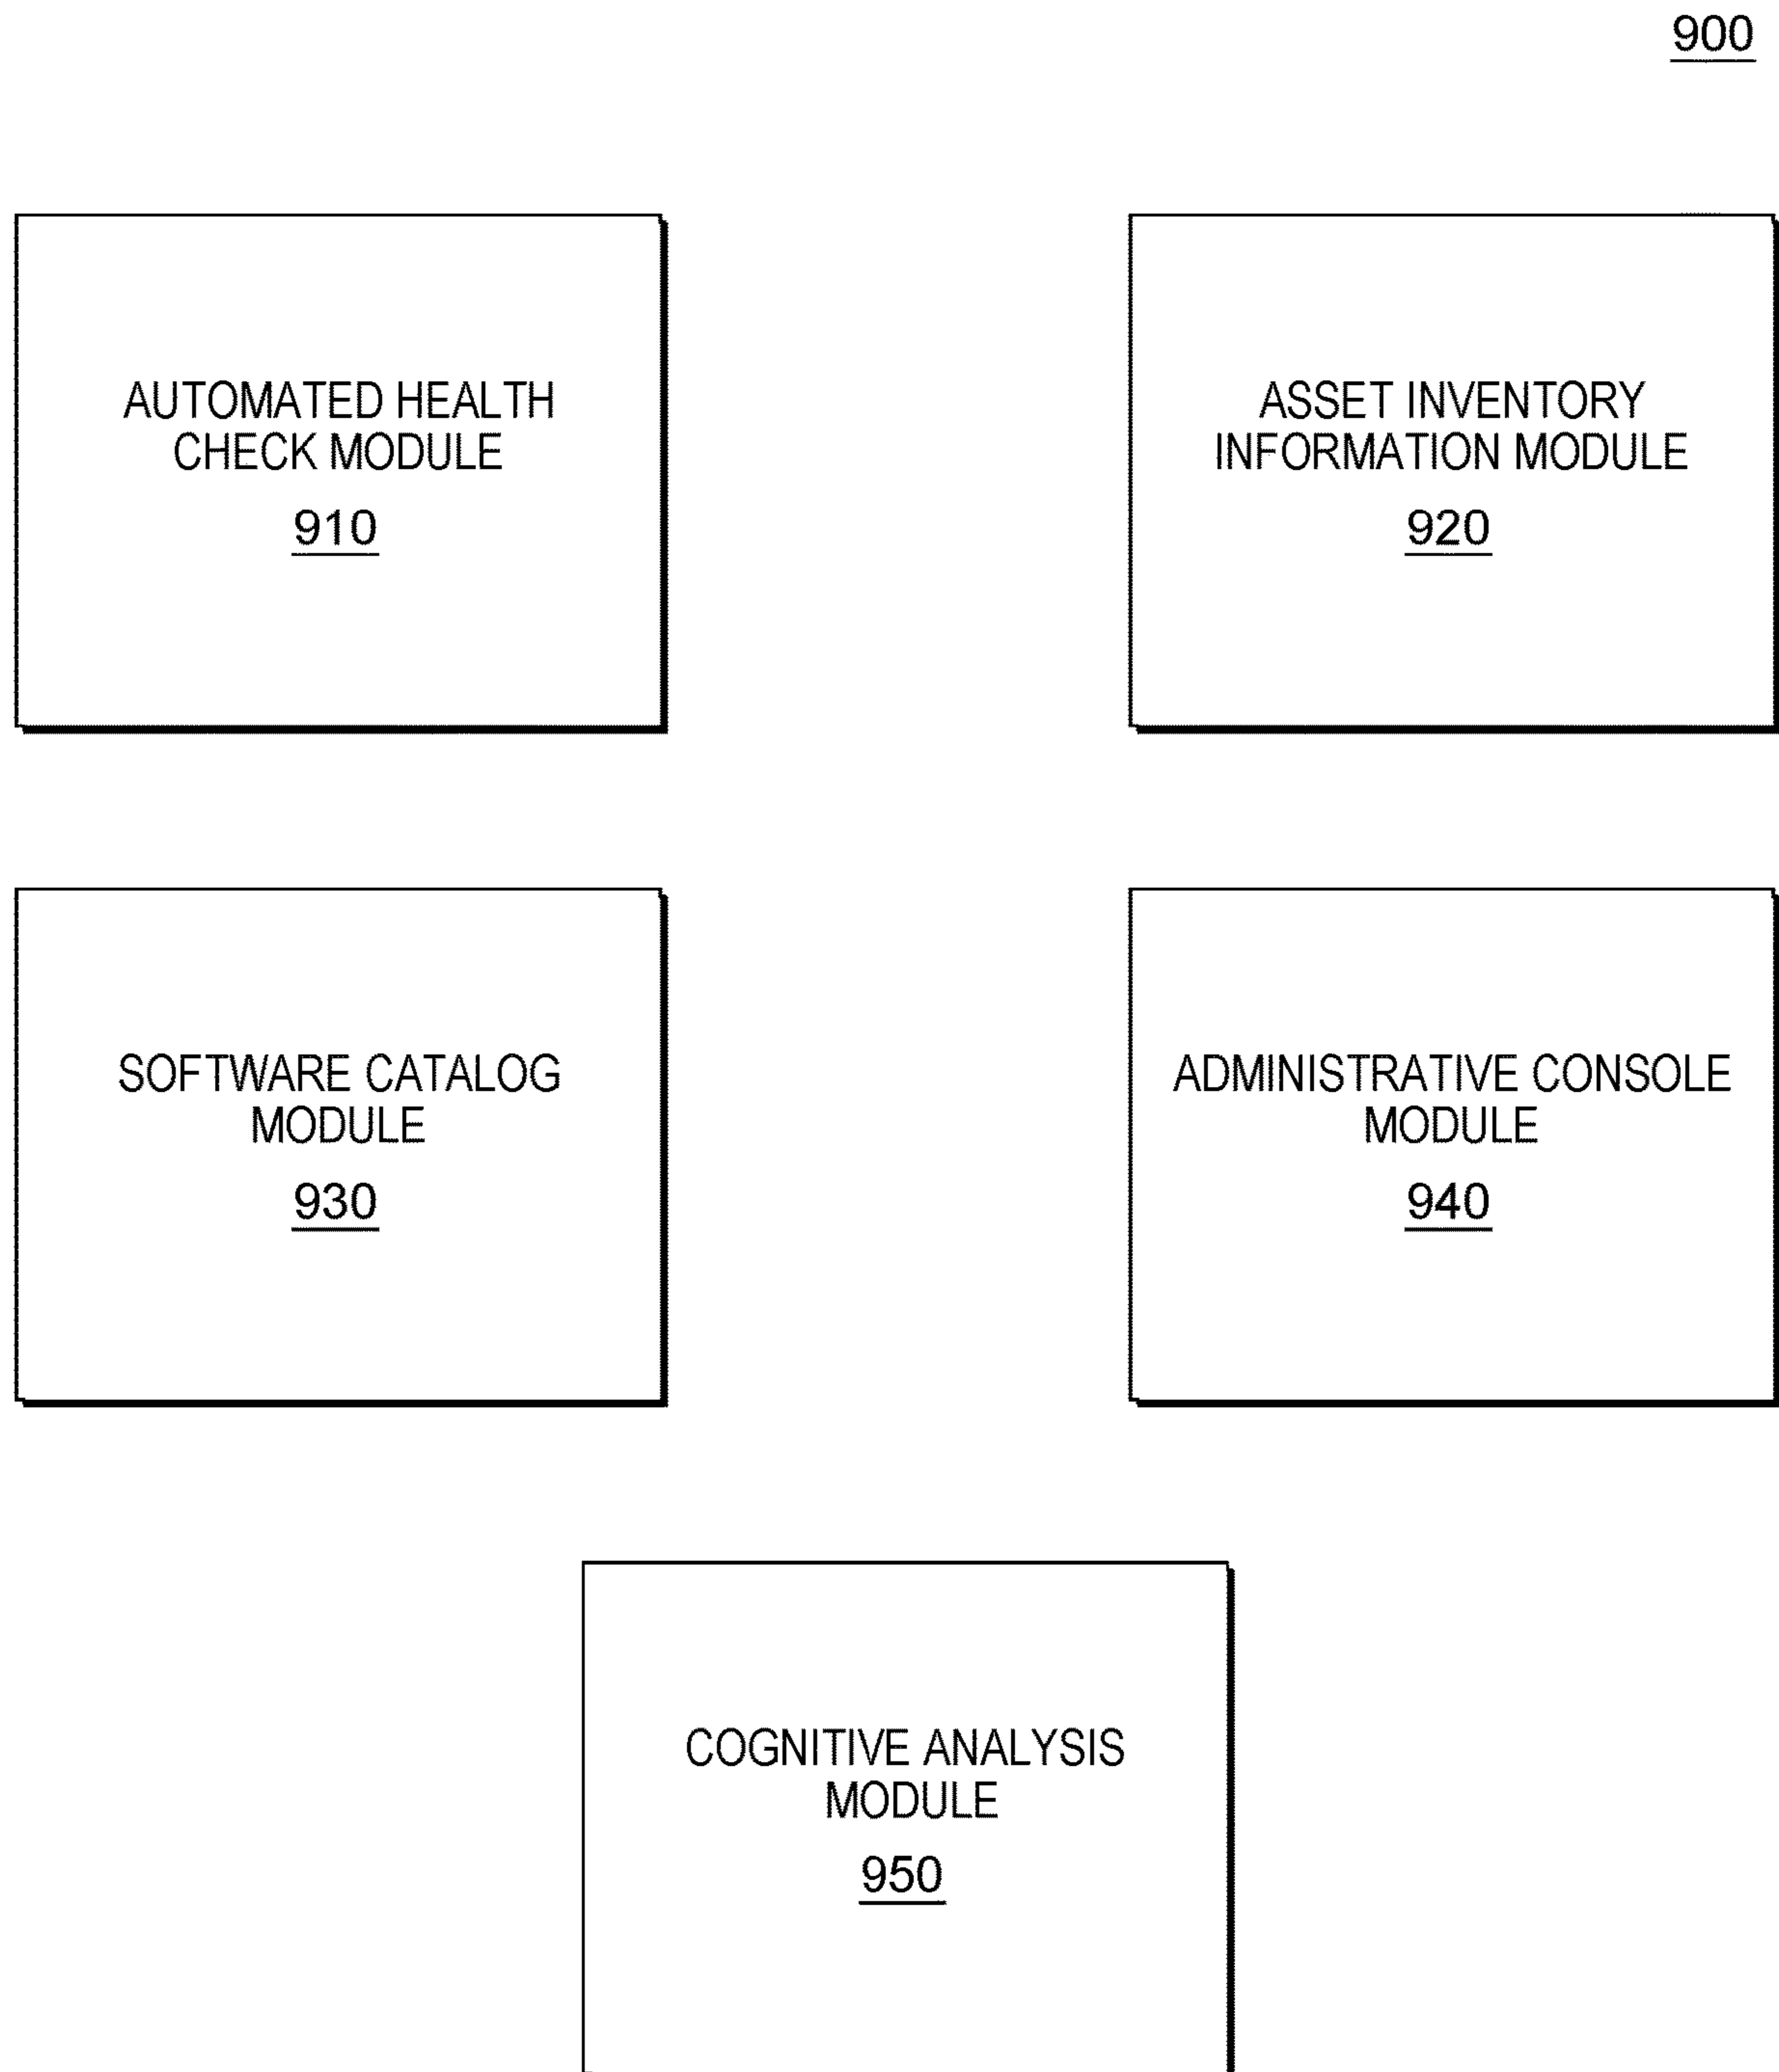 900
AUTOMATED HEALTH
CHECK MODULE
910
ASSET INVENTORY
INFORMATION MODULE
920
SOFTWARE CATALOG
MODULE
930
ADMINISTRATIVE CONSOLE
MODULE
940
COGNITIVE ANALYSIS
MODULE
950